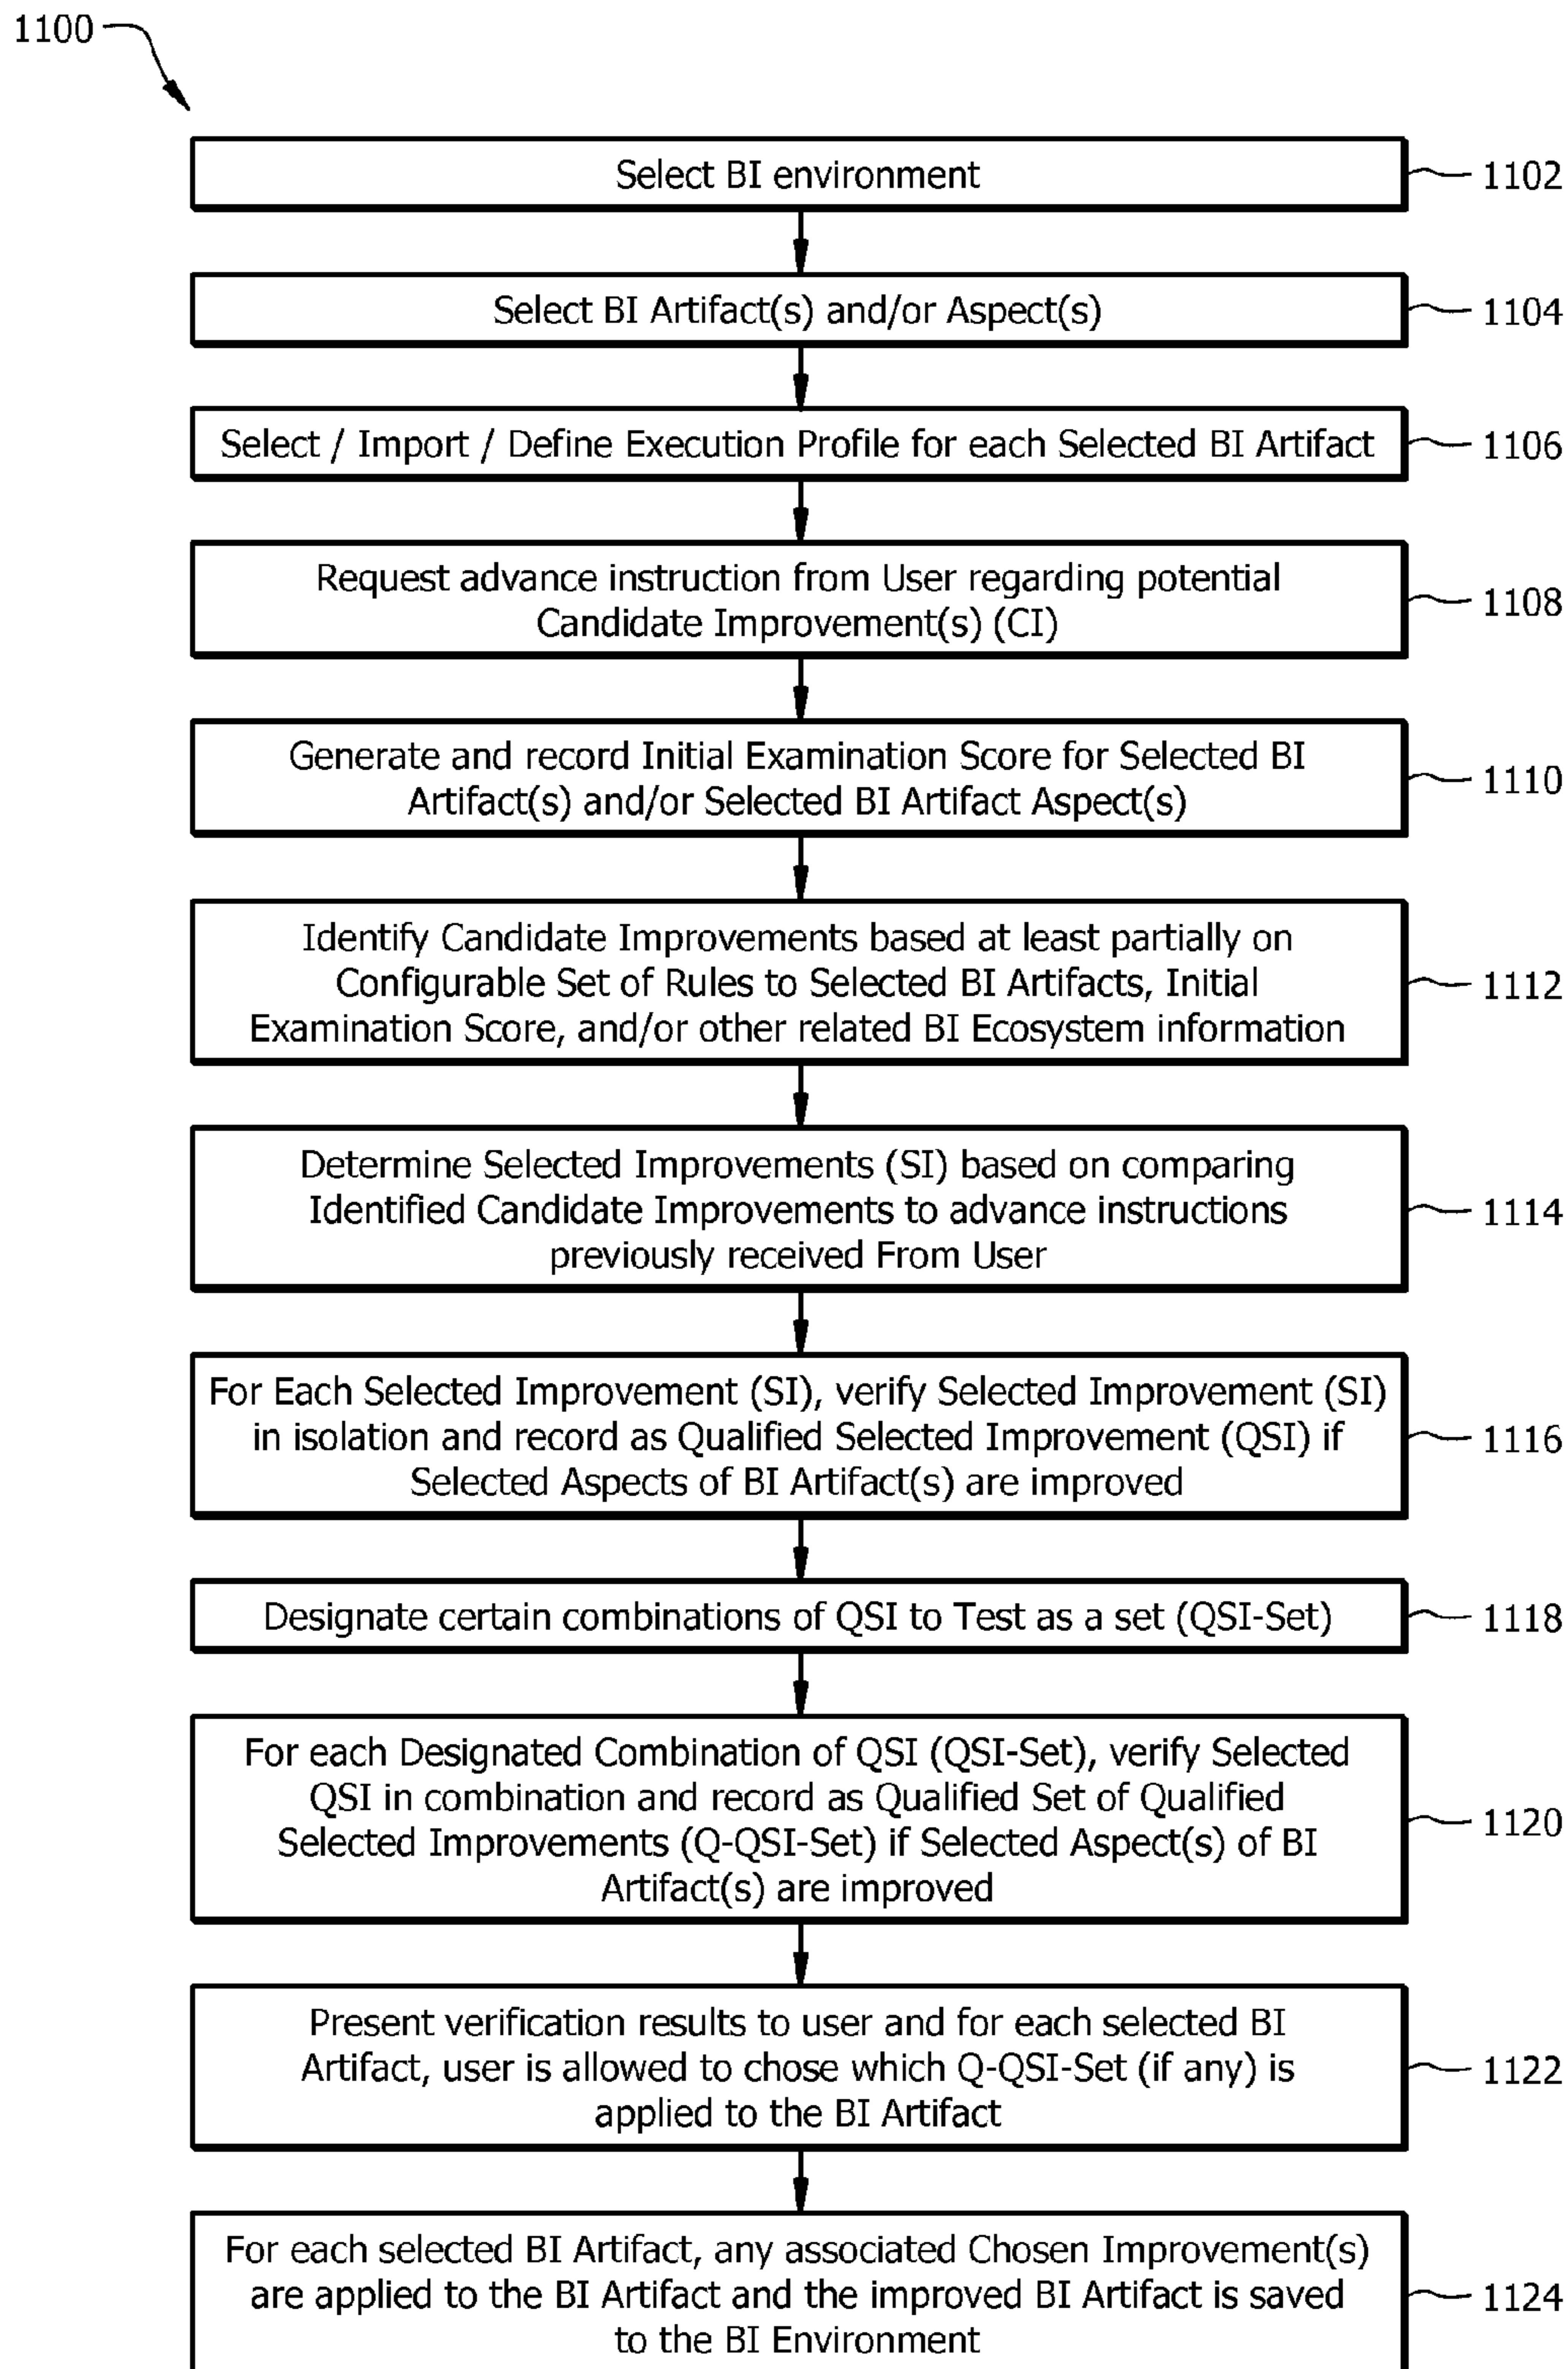 1100
Select BI environment
1102
Select BI Artifact(s) and/or Aspect(s)
1104
Select / Import / Define Execution Profile for each Selected BI Artifact
1106
Request advance instruction from User regarding potential
Candidate Improvement(s) (CI)
1108
Generate and record Initial Examination Score for Selected BI
Artifact(s) and/or Selected BI Artifact Aspect(s)
1110
Identify Candidate Improvements based at least partially on
Configurable Set of Rules to Selected BI Artifacts, Initial
Examination Score, and/or other related BI Ecosystem information
1112
Determine Selected Improvements (SI) based on comparing
Identified Candidate Improvements to advance instructions
previously received From User
1114
For Each Selected Improvement (SI), verify Selected Improvement (SI)
in isolation and record as Qualified Selected Improvement (QSI) if
Selected Aspects of BI Artifact(s) are improved
1116
Designate certain combinations of QSI to Test as a set (QSI-Set)
1118
For each Designated Combination of QSI (QSI-Set), verify Selected
QSI in combination and record as Qualified Set of Qualified
Selected Improvements (Q-QSI-Set) if Selected Aspect(s) of BI
Artifact(s) are improved
1120
Present verification results to user and for each selected BI
Artifact, user is allowed to chose which Q-QSI-Set (if any) is
applied to the BI Artifact
1122
For each selected BI Artifact, any associated Chosen Improvement(s)
are applied to the BI Artifact and the improved BI Artifact is saved
to the BI Environment
1124